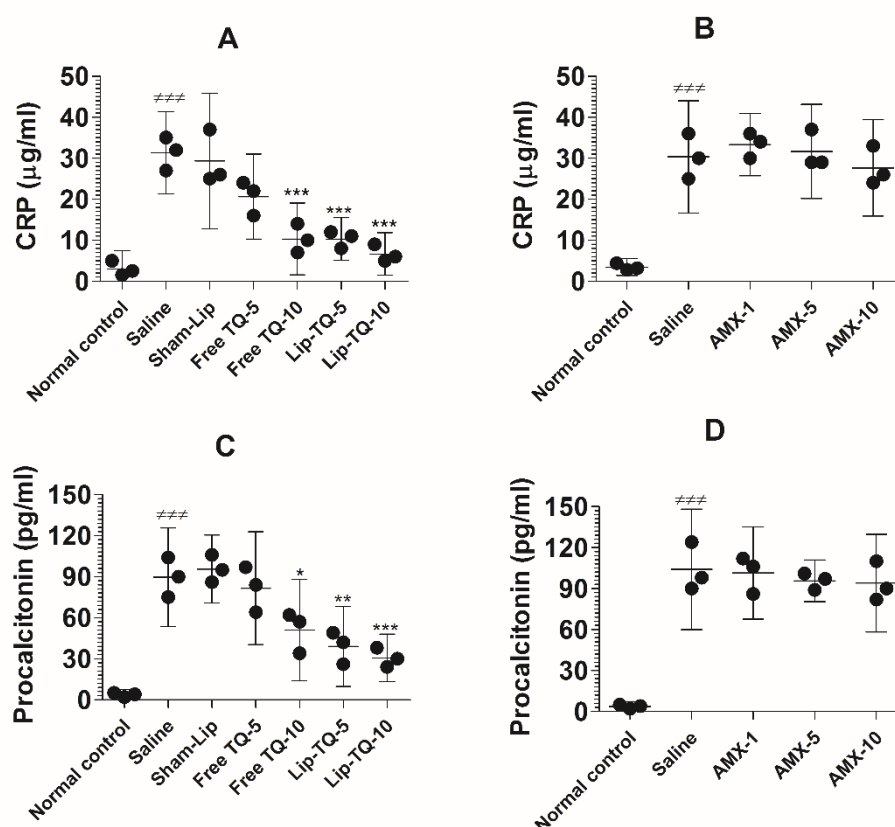 A
CRP (µg/ml)
50
40
30
20
10
0
≠≠≠
***
***
***
Normal control
Saline
Sham-Lip
Free TQ-5
Free TQ-10
Lip-TQ-5
Lip-TQ-10
B
CRP (µg/ml)
50
40
30
20
10
0
≠≠≠
Normal control
Saline
AMX-1
AMX-5
AMX-10
C
Procalcitonin (pg/ml)
150
120
90
60
30
0
≠≠≠
*
**
***
Normal control
Saline
Sham-Lip
Free TQ-5
Free TQ-10
Lip-TQ-5
Lip-TQ-10
D
Procalcitonin (pg/ml)
150
120
90
60
30
0
≠≠≠
Normal control
Saline
AMX-1
AMX-5
AMX-10